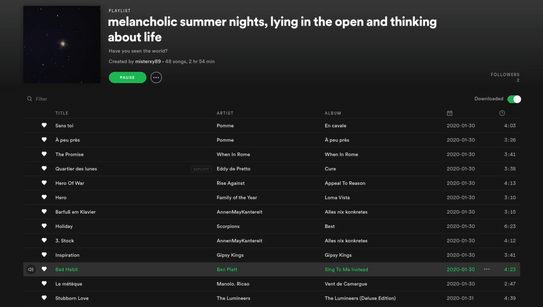 PLAYLIST
melancholic summer nights, lying in the open and thinking
about life
Have you seen the world?
Created by misterxy89 • 48 songs, 2 hr 54 min
PAUSE
FOLLOWERS
2
Filter
Downloaded
TITLE ARTIST ALBUM
Sans toi Pomme En cavale 2020-01-30 4:03
À peu près Pomme À peu près 2020-01-30 3:26
The Promise When In Rome When In Rome 2020-01-30 3:41
Quartier des lunes Eddy de Pretto Cure 2020-01-30 3:38
Hero Of War Rise Against Appeal To Reason 2020-01-30 4:13
Hero Family of the Year Loma Vista 2020-01-30 3:10
Barfuß am Klavier AnnenMayKantereit Alles nix konkretes 2020-01-30 3:15
Holiday Scorpions Best 2020-01-30 6:23
3. Stock AnnenMayKantereit Alles nix konkretes 2020-01-30 4:12
Inspiration Gipsy Kings Gipsy Kings 2020-01-30 3:41
Bad Habit Ben Platt Sing To Me Instead 2020-01-30 4:23
Le métèque Manolo, Ricao Vent de Camargue 2020-01-30 2:47
Stubborn Love The Lumineers The Lumineers (Deluxe Edition) 2020-01-31 4:39